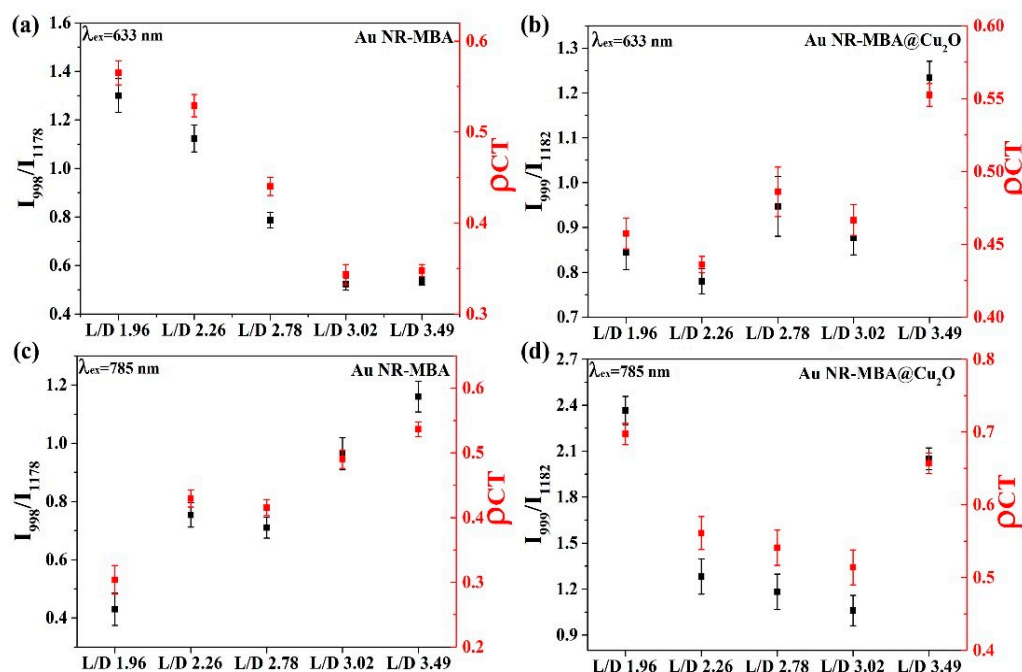 (a)
λex=633 nm
Au NR-MBA
I998/I1178
1.6
1.4
1.2
1.0
0.8
0.6
0.4
0.6
0.5
0.4
0.3
ρCT
L/D 1.96 L/D 2.26 L/D 2.78 L/D 3.02 L/D 3.49
(b)
λex=633 nm
Au NR-MBA@Cu2O
I999/I1182
1.3
1.2
1.1
1.0
0.9
0.8
0.7
0.60
0.55
0.50
0.45
0.40
ρCT
L/D 1.96 L/D 2.26 L/D 2.78 L/D 3.02 L/D 3.49
(c)
λex=785 nm
Au NR-MBA
I998/I1178
1.2
1.0
0.8
0.6
0.4
0.6
0.5
0.4
0.3
0.2
ρCT
L/D 1.96 L/D 2.26 L/D 2.78 L/D 3.02 L/D 3.49
(d)
λex=785 nm
Au NR-MBA@Cu2O
I999/I1182
2.7
2.4
2.1
1.8
1.5
1.2
0.9
0.8
0.7
0.6
0.5
0.4
ρCT
L/D 1.96 L/D 2.26 L/D 2.78 L/D 3.02 L/D 3.49